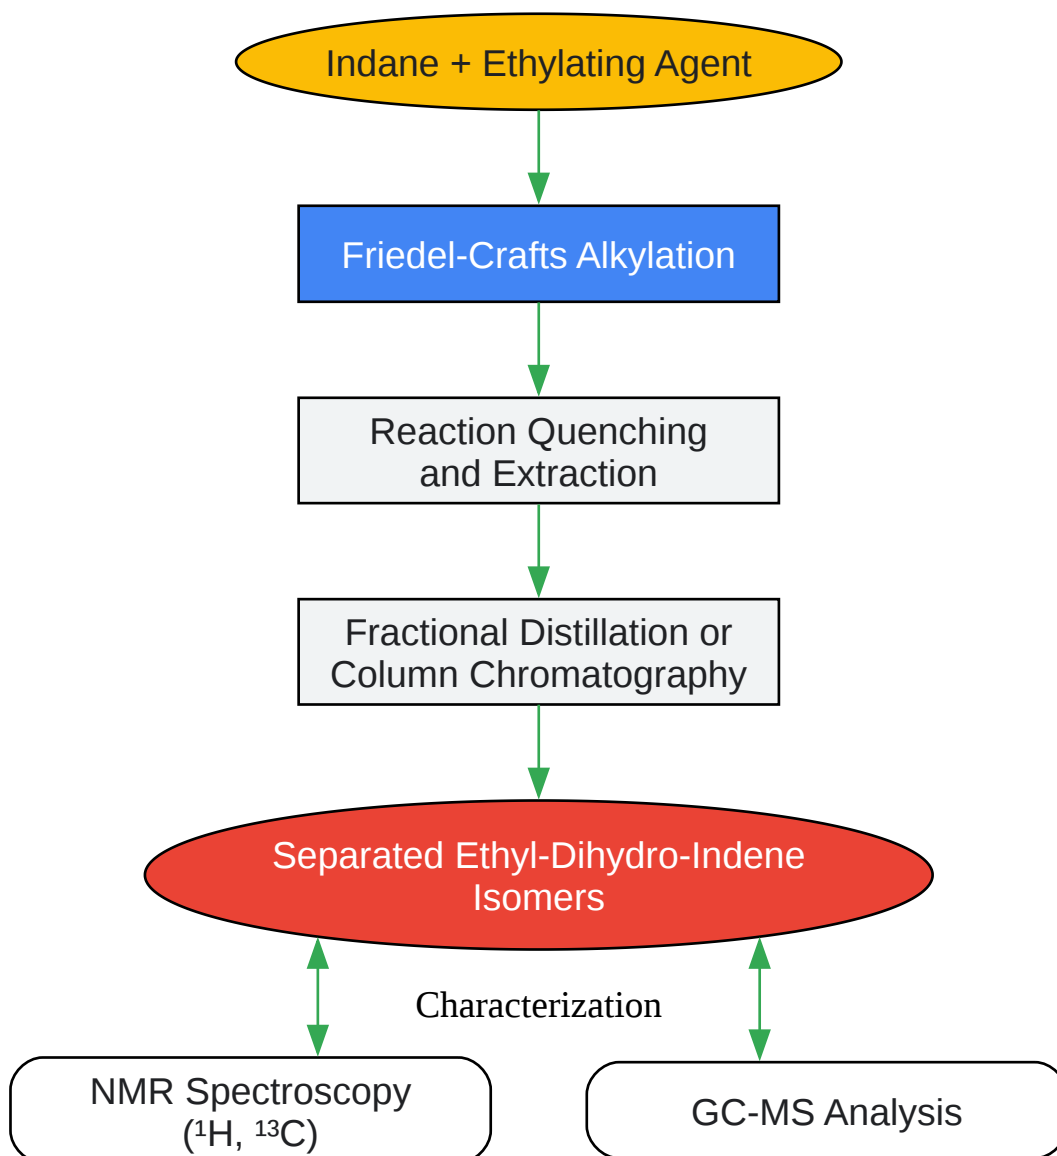 Indane + Ethylating Agent
Friedel-Crafts Alkylation
Reaction Quenching
and Extraction
Fractional Distillation or
Column Chromatography
Separated Ethyl-Dihydro-Indene
Isomers
Characterization
NMR Spectroscopy
(¹H, ¹³C)
GC-MS Analysis